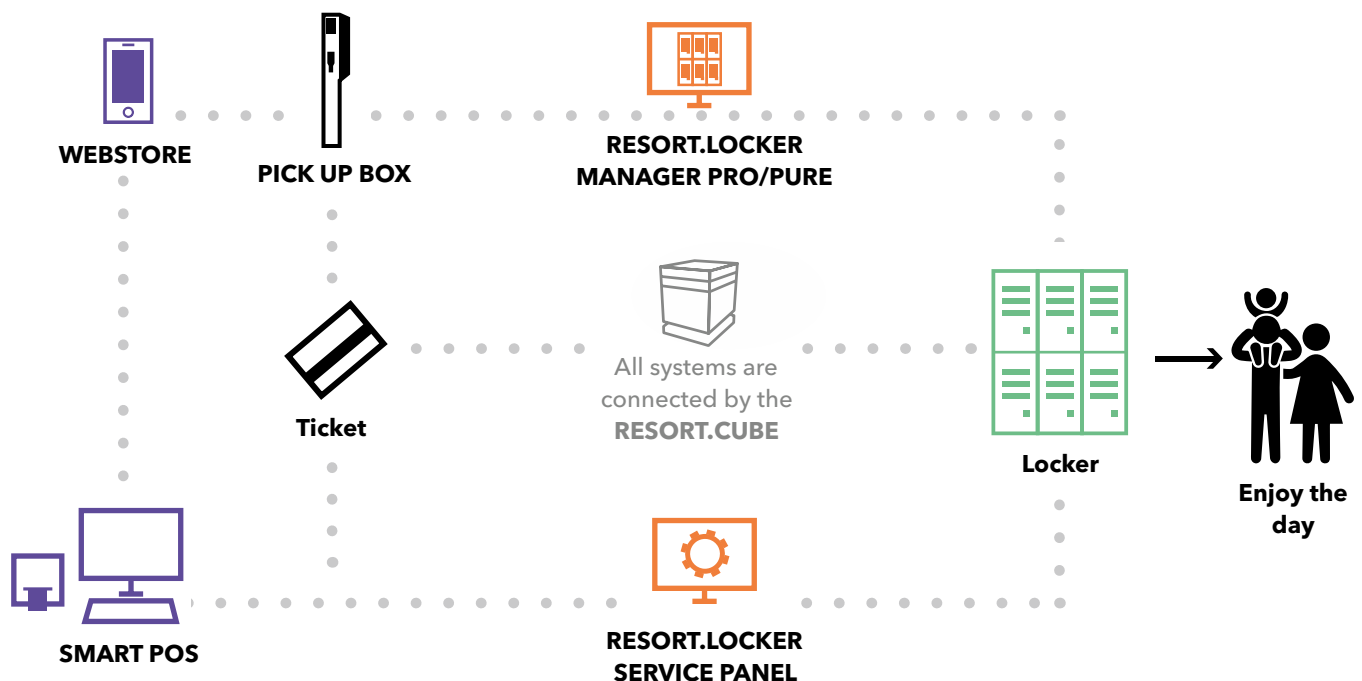 WEBSTORE
PICK UP BOX
RESORT.LOCKER
MANAGER PRO/PURE
All systems are
connected by the
RESORT.CUBE
Ticket
Locker
Enjoy the
day
SMART POS
RESORT.LOCKER
SERVICE PANEL